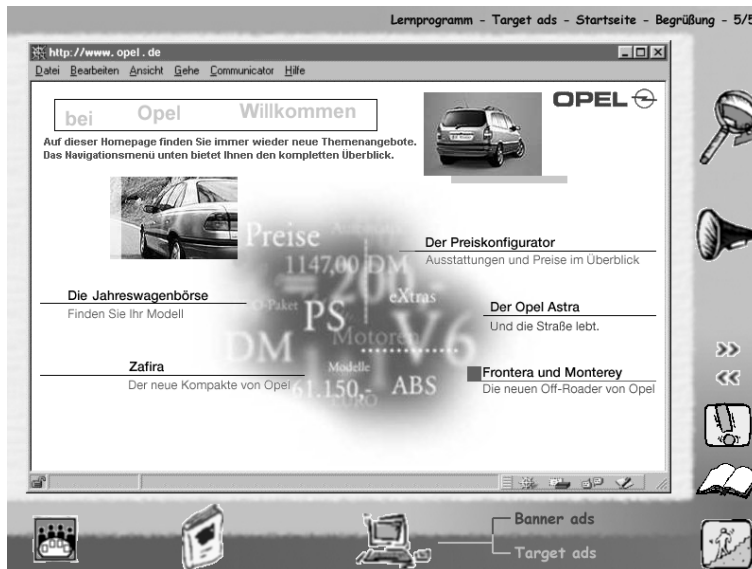 Lernprogramm - Target ads - Startseite - Begrüßung - 5/5
http://www.opel.de
Datei Bearbeiten Ansicht Gehe Communicator Hilfe
bei Opel Willkommen
OPEL
Auf dieser Homepage finden Sie immer wieder neue Themenangebote.
Das Navigationsmenü unten bietet Ihnen den kompletten Überblick.
Preise
Der Preiskonfigurator
Ausstattungen und Preise im Überblick
1147,00 DM
= 200,-
Die Jahreswagenbörse
Finden Sie Ihr Modell
O-Paket
eXtras
PS
Der Opel Astra
Und die Straße lebt.
V6
Motoren
DM
Zafira
Der neue Kompakte von Opel
Modelle
61.150,-
ABS
EURO
Frontera und Monterey
Die neuen Off-Roader von Opel
Banner ads
Target ads